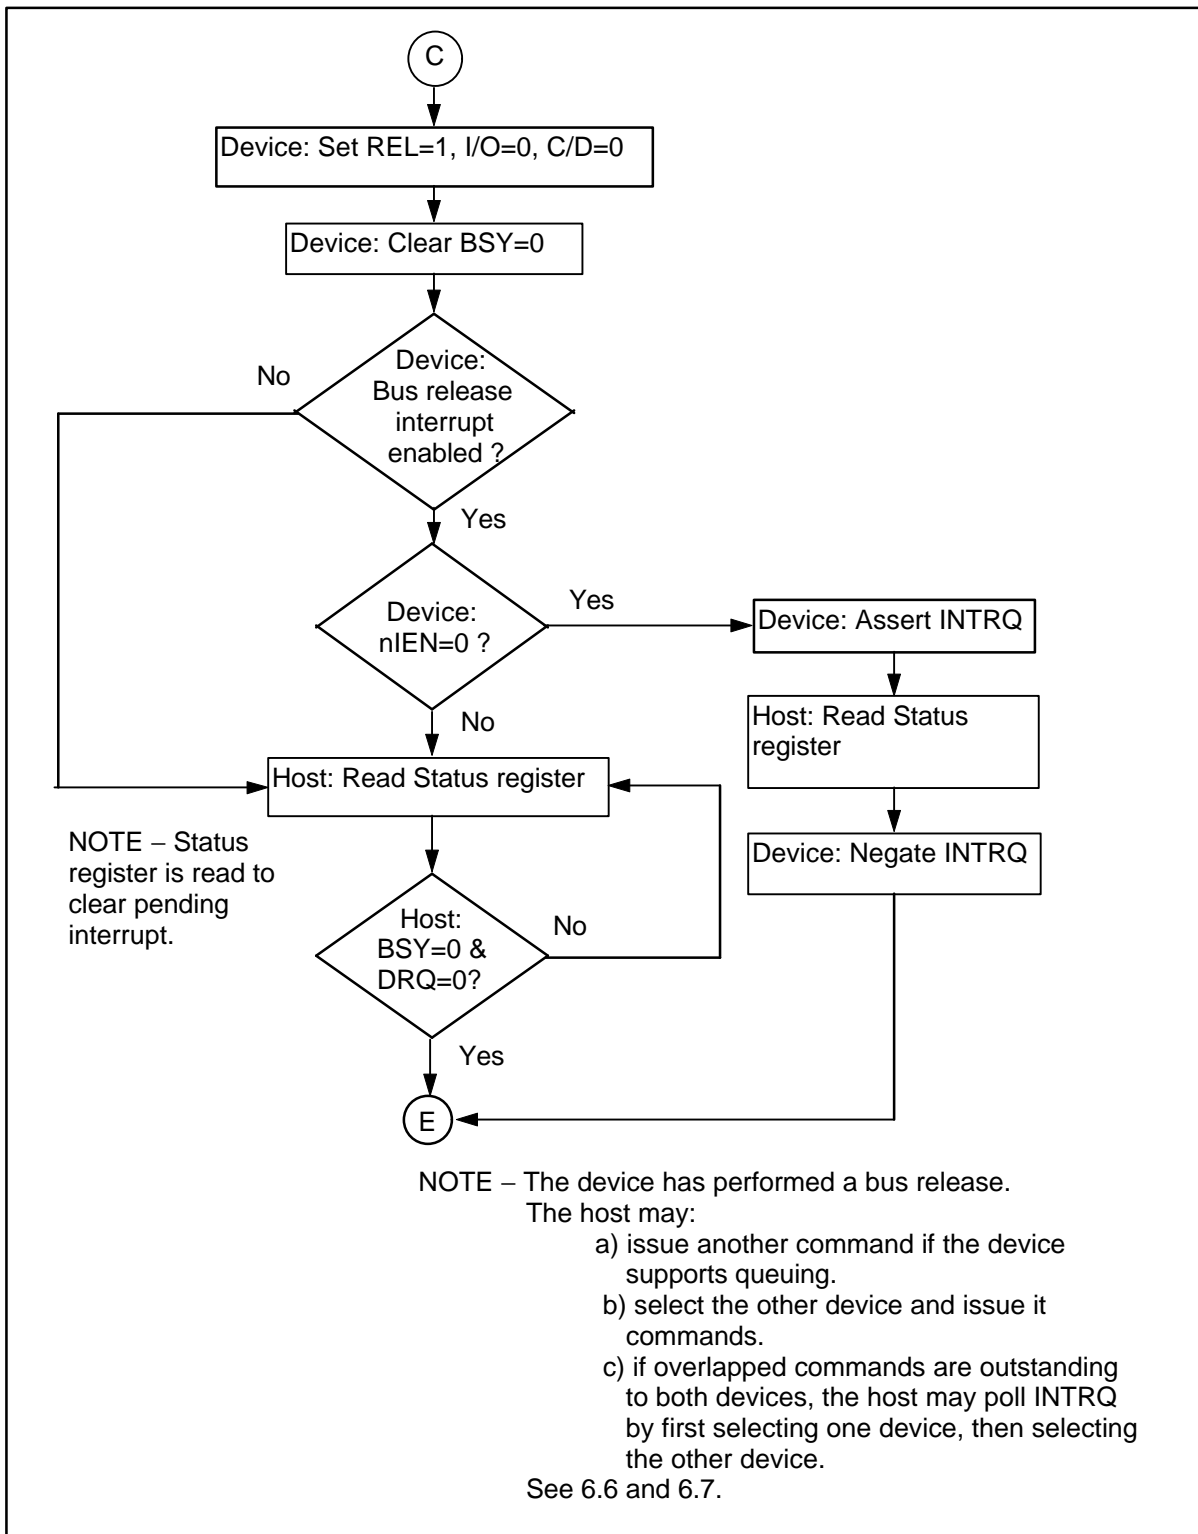 C
Device: Set REL=1, I/O=0, C/D=0
Device: Clear BSY=0
No
Device:
Bus release
interrupt
enabled ?
Yes
Device:
nIEN=0 ?
Yes
Device: Assert INTRQ
No
Host: Read Status
register
Host: Read Status register
NOTE – Status
register is read to
clear pending
interrupt.
Device: Negate INTRQ
Host:
BSY=0 &
DRQ=0?
No
Yes
E
NOTE – The device has performed a bus release.
The host may:
a) issue another command if the device
supports queuing.
b) select the other device and issue it
commands.
c) if overlapped commands are outstanding
to both devices, the host may poll INTRQ
by first selecting one device, then selecting
the other device.
See 6.6 and 6.7.